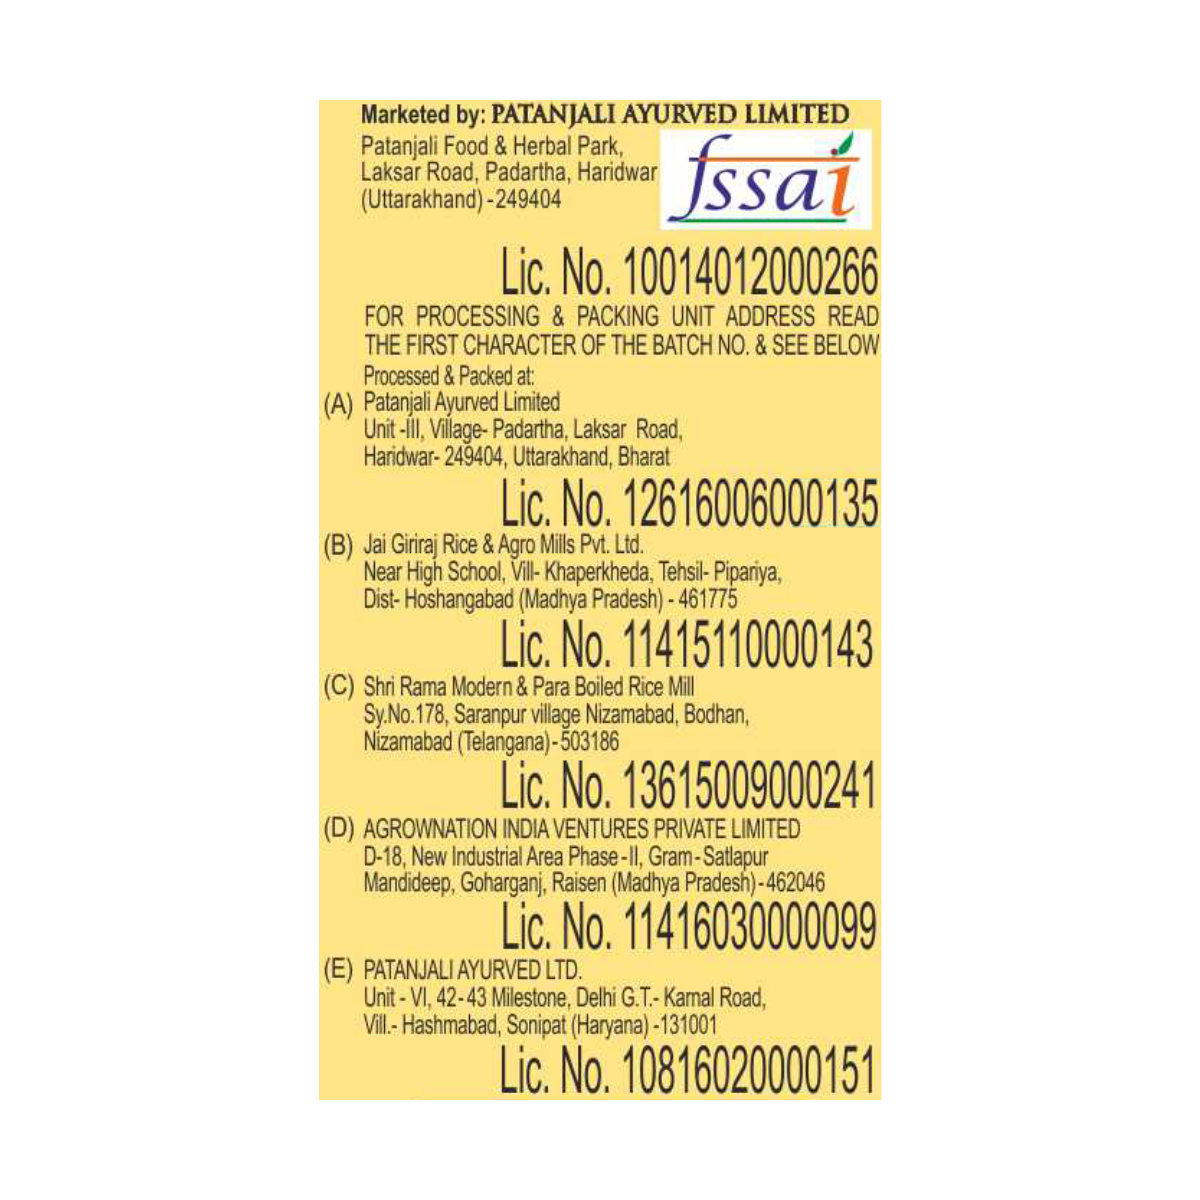 Marketed by: PATANJALI AYURVED LIMITED
Patanjali Food & Herbal Park,
Laksar Road, Padartha, Haridwar
(Uttarakhand) - 249404
fssai
Lic. No. 10014012000266
FOR PROCESSING & PACKING UNIT ADDRESS READ
THE FIRST CHARACTER OF THE BATCH NO. & SEE BELOW
Processed & Packed at:
(A) Patanjali Ayurved Limited
Unit -III, Village- Padartha, Laksar Road,
Haridwar- 249404, Uttarakhand, Bharat
Lic. No. 12616006000135
(B) Jai Giriraj Rice & Agro Mills Pvt. Ltd.
Near High School, Vill- Khaperkheda, Tehsil- Pipariya,
Dist- Hoshangabad (Madhya Pradesh) - 461775
Lic. No. 11415110000143
(C) Shri Rama Modern & Para Boiled Rice Mill
Sy.No.178, Saranpur village Nizamabad, Bodhan,
Nizamabad (Telangana) - 503186
Lic. No. 13615009000241
(D) AGROWNATION INDIA VENTURES PRIVATE LIMITED
D-18, New Industrial Area Phase -II, Gram - Satlapur
Mandideep, Goharganj, Raisen (Madhya Pradesh) - 462046
Lic. No. 11416030000099
(E) PATANJALI AYURVED LTD.
Unit - VI, 42- 43 Milestone, Delhi G.T.- Karnal Road,
Vill.- Hashmabad, Sonipat (Haryana) -131001
Lic. No. 10816020000151